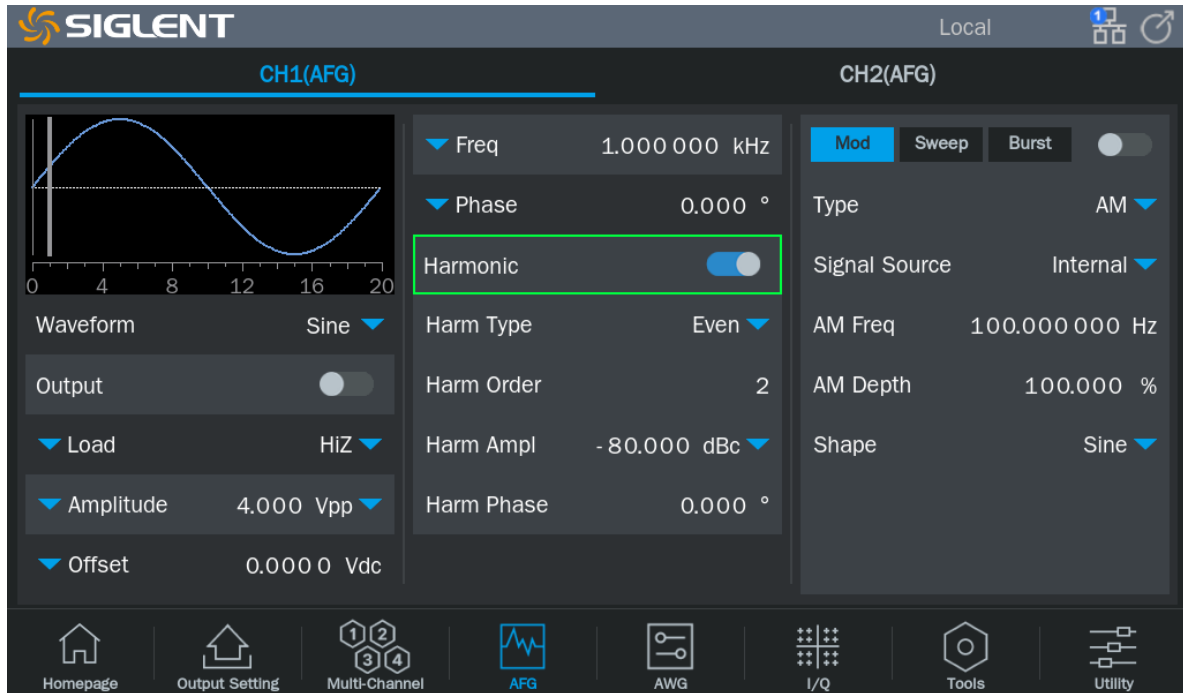 SIGLENT
Local
1
CH1(AFG)
CH2(AFG)
0 4 8 12 16 20
Waveform Sine
Output
Load HiZ
Amplitude 4.000 Vpp
Offset 0.0000 Vdc
Freq 1.000 000 kHz
Phase 0.000 °
Harmonic
Harm Type Even
Harm Order 2
Harm Ampl -80.000 dBc
Harm Phase 0.000 °
Mod Sweep Burst
Type AM
Signal Source Internal
AM Freq 100.000 000 Hz
AM Depth 100.000 %
Shape Sine
1 2
3 4
Homepage Output Setting Multi-Channel AFG AWG I/Q Tools Utility